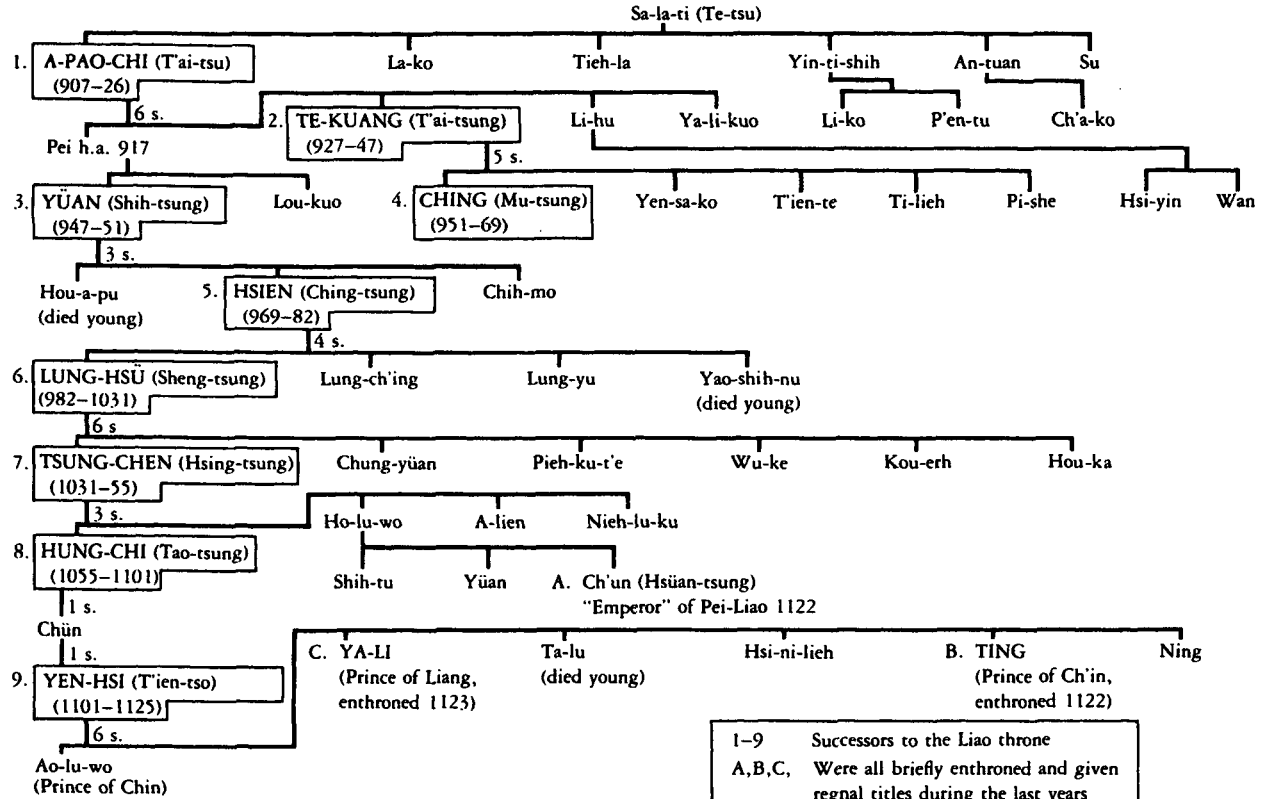 Sa-la-ti (Te-tsu)
1. A-PAO-CHI (T'ai-tsu) La-ko Tieh-la Yin-ti-shih An-tuan Su
(907–26)
6 s.
2. TE-KUANG (T'ai-tsung) Li-hu Ya-li-kuo Li-ko P'en-tu Ch'a-ko
(927–47)
Pei h.a. 917
5 s.
3. YÜAN (Shih-tsung) Lou-kuo 4. CHING (Mu-tsung) Yen-sa-ko T'ien-te Ti-lieh Pi-she Hsi-yin Wan
(947–51) (951–69)
3 s.
Hou-a-pu 5. HSIEN (Ching-tsung) Chih-mo
(died young) (969–82)
4 s.
6. LUNG-HSÜ (Sheng-tsung) Lung-ch'ing Lung-yu Yao-shih-nu
(982–1031) (died young)
6 s
7. TSUNG-CHEN (Hsing-tsung) Chung-yüan Pieh-ku-t'e Wu-ke Kou-erh Hou-ka
(1031–55)
3 s.
Ho-lu-wo A-lien Nieh-lu-ku
8. HUNG-CHI (Tao-tsung)
(1055–1101) Shih-tu Yüan A. Ch'un (Hsüan-tsung)
1 s. "Emperor" of Pei-Liao 1122
Chün
1 s. C. YA-LI Ta-lu Hsi-ni-lieh B. TING Ning
9. YEN-HSI (T'ien-tso) (Prince of Liang, (died young) (Prince of Ch'in,
(1101–1125) enthroned 1123) enthroned 1122)
6 s.
1–9 Successors to the Liao throne
Ao-lu-wo A,B,C, Were all briefly enthroned and given
(Prince of Chin) regnal titles during the last years